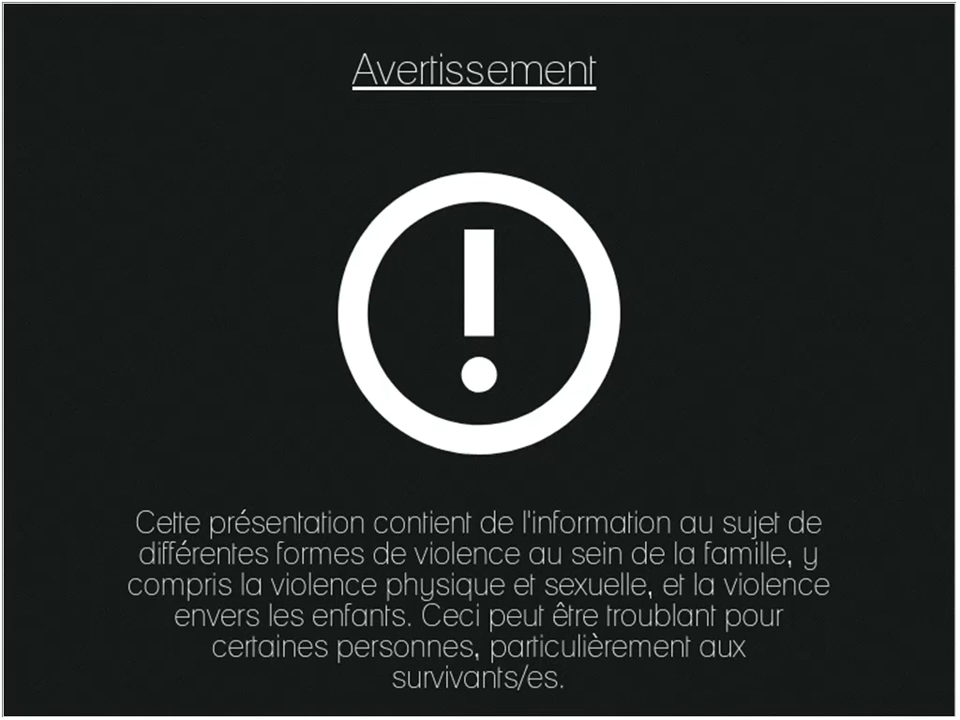 Avertissement
Cette présentation contient de l'information au sujet de
différentes formes de violence au sein de la famille, y
compris la violence physique et sexuelle, et la violence
envers les enfants. Ceci peut être troublant pour
certaines personnes, particulièrement aux
survivants/es.